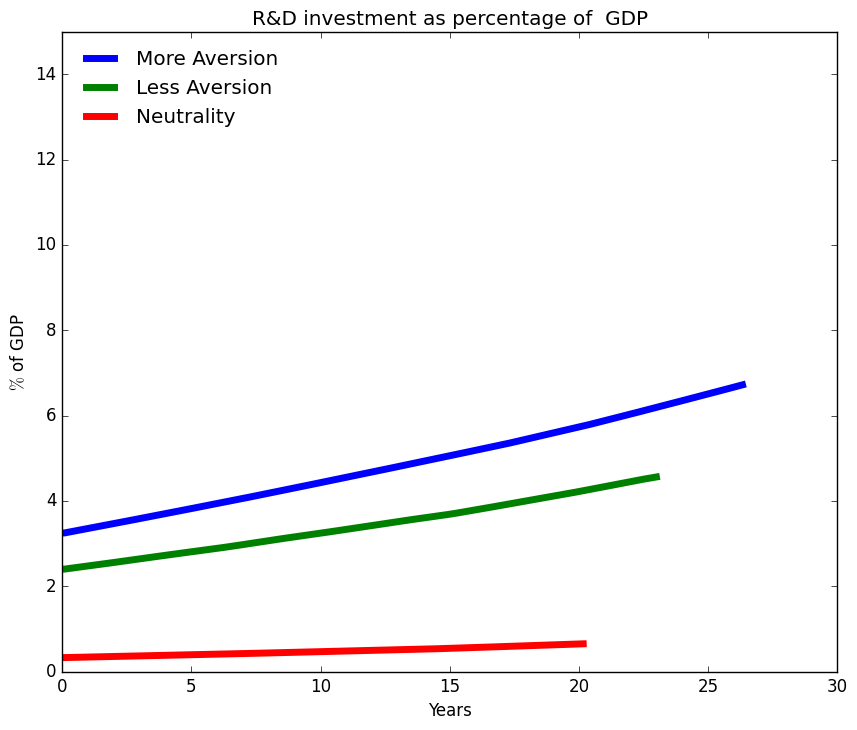 R&D investment as percentage of  GDP
More Aversion
Less Aversion
Neutrality
14
12
10
8
6
4
2
0
% of GDP
0 5 10 15 20 25 30
Years